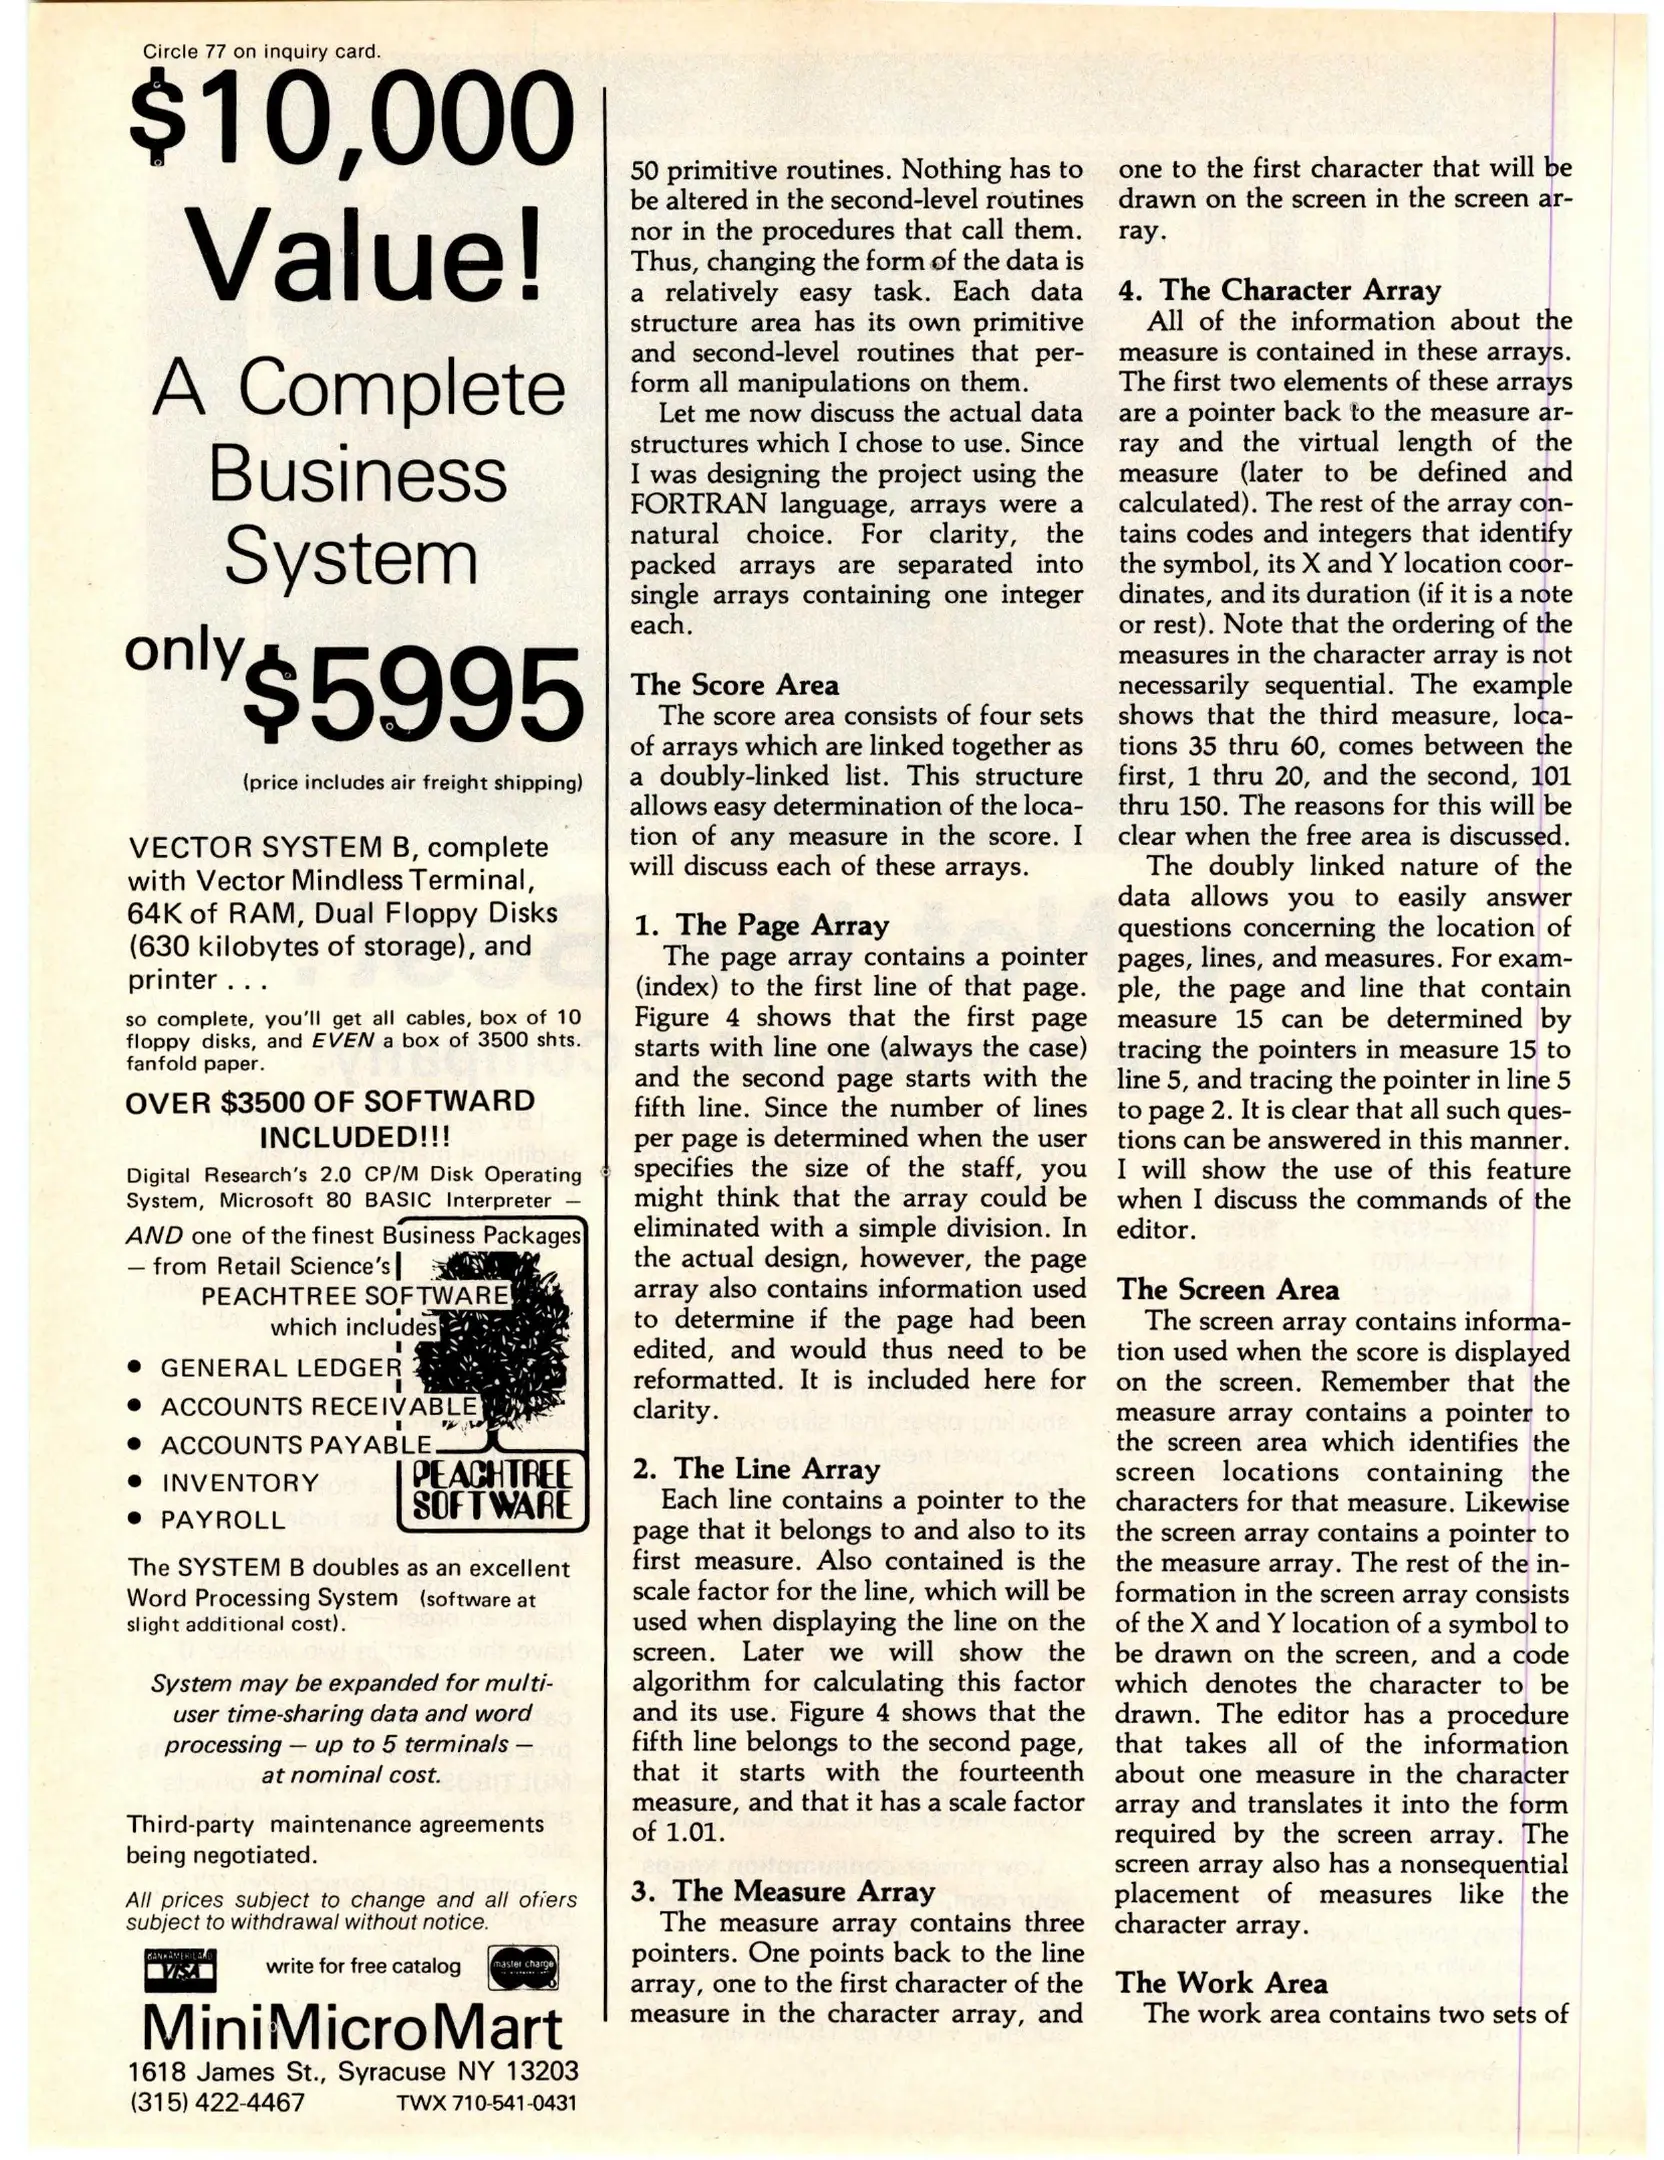 Circle 77 on inquiry card.
$10,000
Value!
A Complete
Business
System
only $5995
(price includes air freight shipping)
VECTOR SYSTEM B, complete
with Vector Mindless Terminal,
64K of RAM, Dual Floppy Disks
(630 kilobytes of storage), and
printer . . .
so complete, you'll get all cables, box of 10
floppy disks, and EVEN a box of 3500 shts.
fanfold paper.
OVER $3500 OF SOFTWARD
INCLUDED!!!
Digital Research's 2.0 CP/M Disk Operating
System, Microsoft 80 BASIC Interpreter —
AND one of the finest Business Packages
— from Retail Science's
PEACHTREE SOFTWARE
which includes
• GENERAL LEDGER
• ACCOUNTS RECEIVABLE
• ACCOUNTS PAYABLE
• INVENTORY
• PAYROLL
PEACHTREE
SOFTWARE
The SYSTEM B doubles as an excellent
Word Processing System (software at
slight additional cost).
System may be expanded for multi-
user time-sharing data and word
processing — up to 5 terminals —
at nominal cost.
Third-party maintenance agreements
being negotiated.
All prices subject to change and all offers
subject to withdrawal without notice.
BANKAMERICARD
VISA
write for free catalog
master charge
MiniMicroMart
1618 James St., Syracuse NY 13203
(315) 422-4467 TWX 710-541-0431
50 primitive routines. Nothing has to
be altered in the second-level routines
nor in the procedures that call them.
Thus, changing the form of the data is
a relatively easy task. Each data
structure area has its own primitive
and second-level routines that per-
form all manipulations on them.
Let me now discuss the actual data
structures which I chose to use. Since
I was designing the project using the
FORTRAN language, arrays were a
natural choice. For clarity, the
packed arrays are separated into
single arrays containing one integer
each.
The Score Area
The score area consists of four sets
of arrays which are linked together as
a doubly-linked list. This structure
allows easy determination of the loca-
tion of any measure in the score. I
will discuss each of these arrays.
1. The Page Array
The page array contains a pointer
(index) to the first line of that page.
Figure 4 shows that the first page
starts with line one (always the case)
and the second page starts with the
fifth line. Since the number of lines
per page is determined when the user
specifies the size of the staff, you
might think that the array could be
eliminated with a simple division. In
the actual design, however, the page
array also contains information used
to determine if the page had been
edited, and would thus need to be
reformatted. It is included here for
clarity.
2. The Line Array
Each line contains a pointer to the
page that it belongs to and also to its
first measure. Also contained is the
scale factor for the line, which will be
used when displaying the line on the
screen. Later we will show the
algorithm for calculating this factor
and its use. Figure 4 shows that the
fifth line belongs to the second page,
that it starts with the fourteenth
measure, and that it has a scale factor
of 1.01.
3. The Measure Array
The measure array contains three
pointers. One points back to the line
array, one to the first character of the
measure in the character array, and
one to the first character that will be
drawn on the screen in the screen ar-
ray.
4. The Character Array
All of the information about the
measure is contained in these arrays.
The first two elements of these arrays
are a pointer back to the measure ar-
ray and the virtual length of the
measure (later to be defined and
calculated). The rest of the array con-
tains codes and integers that identify
the symbol, its X and Y location coor-
dinates, and its duration (if it is a note
or rest). Note that the ordering of the
measures in the character array is not
necessarily sequential. The example
shows that the third measure, loca-
tions 35 thru 60, comes between the
first, 1 thru 20, and the second, 101
thru 150. The reasons for this will be
clear when the free area is discussed.
The doubly linked nature of the
data allows you to easily answer
questions concerning the location of
pages, lines, and measures. For exam-
ple, the page and line that contain
measure 15 can be determined by
tracing the pointers in measure 15 to
line 5, and tracing the pointer in line 5
to page 2. It is clear that all such ques-
tions can be answered in this manner.
I will show the use of this feature
when I discuss the commands of the
editor.
The Screen Area
The screen array contains informa-
tion used when the score is displayed
on the screen. Remember that the
measure array contains a pointer to
the screen area which identifies the
screen locations containing the
characters for that measure. Likewise
the screen array contains a pointer to
the measure array. The rest of the in-
formation in the screen array consists
of the X and Y location of a symbol to
be drawn on the screen, and a code
which denotes the character to be
drawn. The editor has a procedure
that takes all of the information
about one measure in the character
array and translates it into the form
required by the screen array. The
screen array also has a nonsequential
placement of measures like the
character array.
The Work Area
The work area contains two sets of